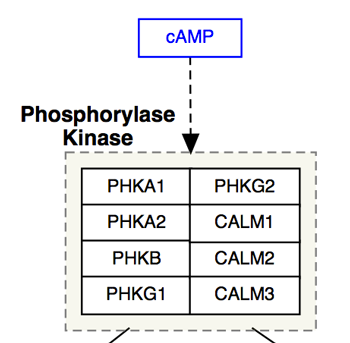 cAMP
Phosphorylase
Kinase
PHKA1 PHKG2
PHKA2 CALM1
PHKB CALM2
PHKG1 CALM3